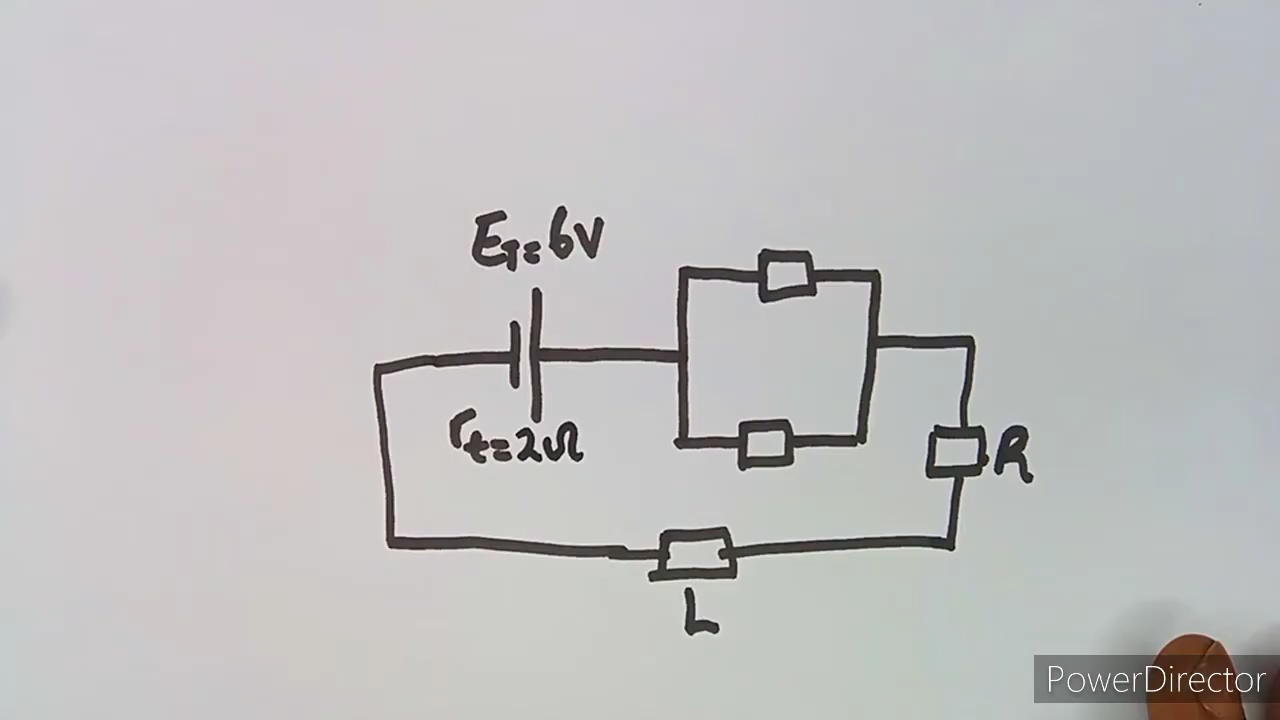 E_T=6V
r_t=2Ω
R
L
PowerDirector